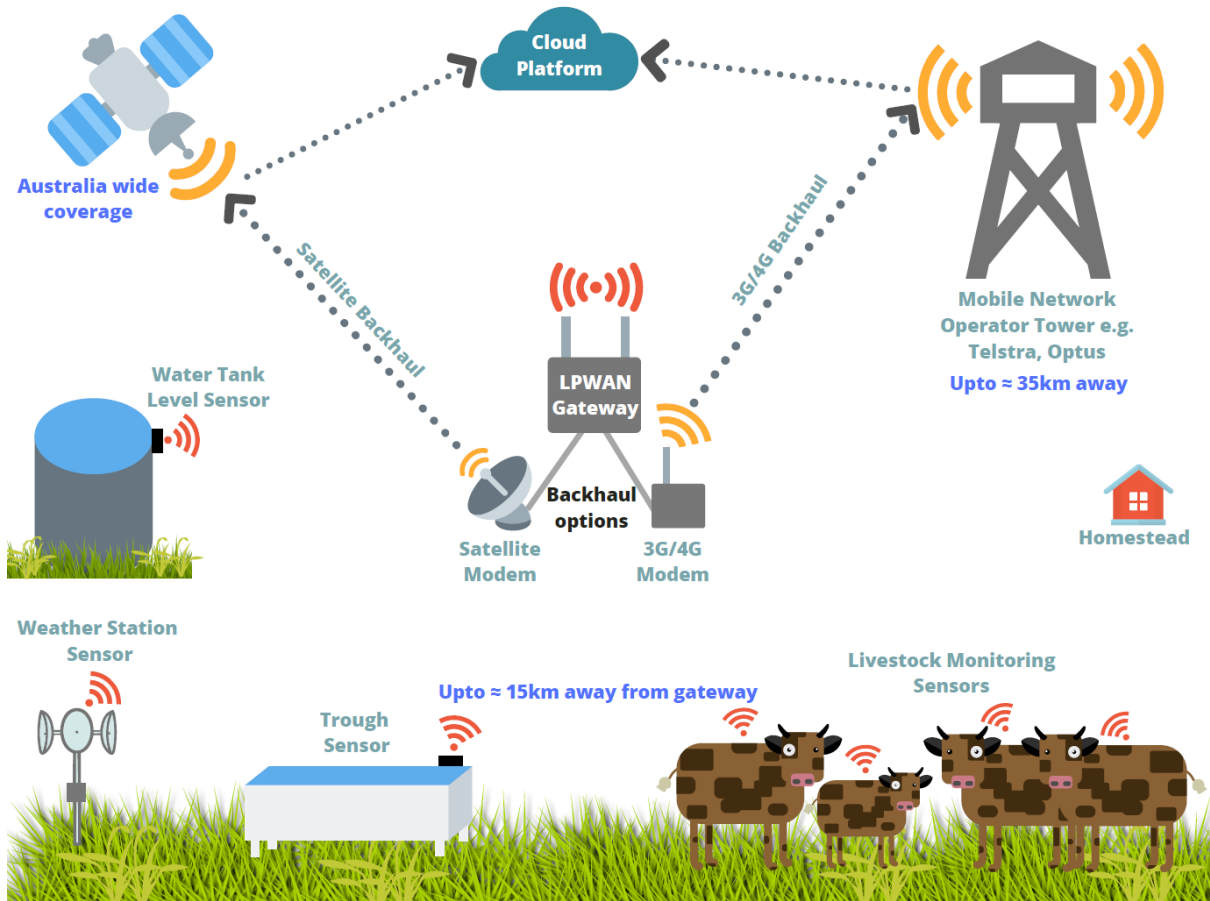 Cloud
Platform
Australia wide
coverage
Satellite Backhaul
3G/4G Backhaul
Mobile Network
Operator Tower e.g.
Telstra, Optus
Upto ≈ 35km away
LPWAN
Gateway
Water Tank
Level Sensor
Backhaul
options
Satellite
Modem
3G/4G
Modem
Homestead
Weather Station
Sensor
Upto ≈ 15km away from gateway
Trough
Sensor
Livestock Monitoring
Sensors